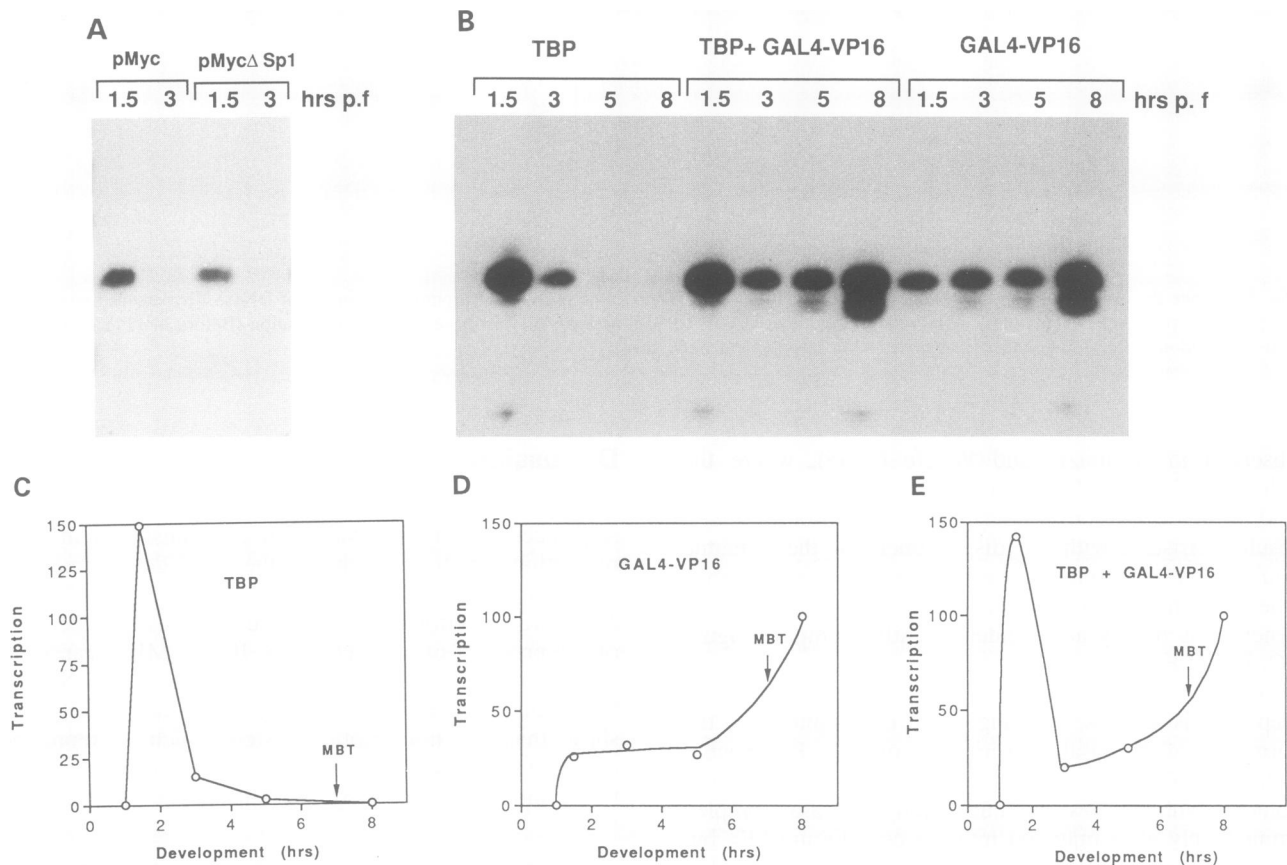 A
pMyc pMycΔ Sp1
1.5 3 1.5 3 hrs p.f
B
TBP TBP+ GAL4-VP16 GAL4-VP16
1.5 3 5 8 1.5 3 5 8 1.5 3 5 8 hrs p. f
C
Transcription
150
125
100
75
50
25
0
TBP
MBT
0 2 4 6 8
Development (hrs)
D
Transcription
150
100
50
0
GAL4-VP16
MBT
0 2 4 6 8
Development (hrs)
E
Transcription
150
100
50
0
TBP + GAL4-VP16
MBT
0 2 4 6 8
Development (hrs)